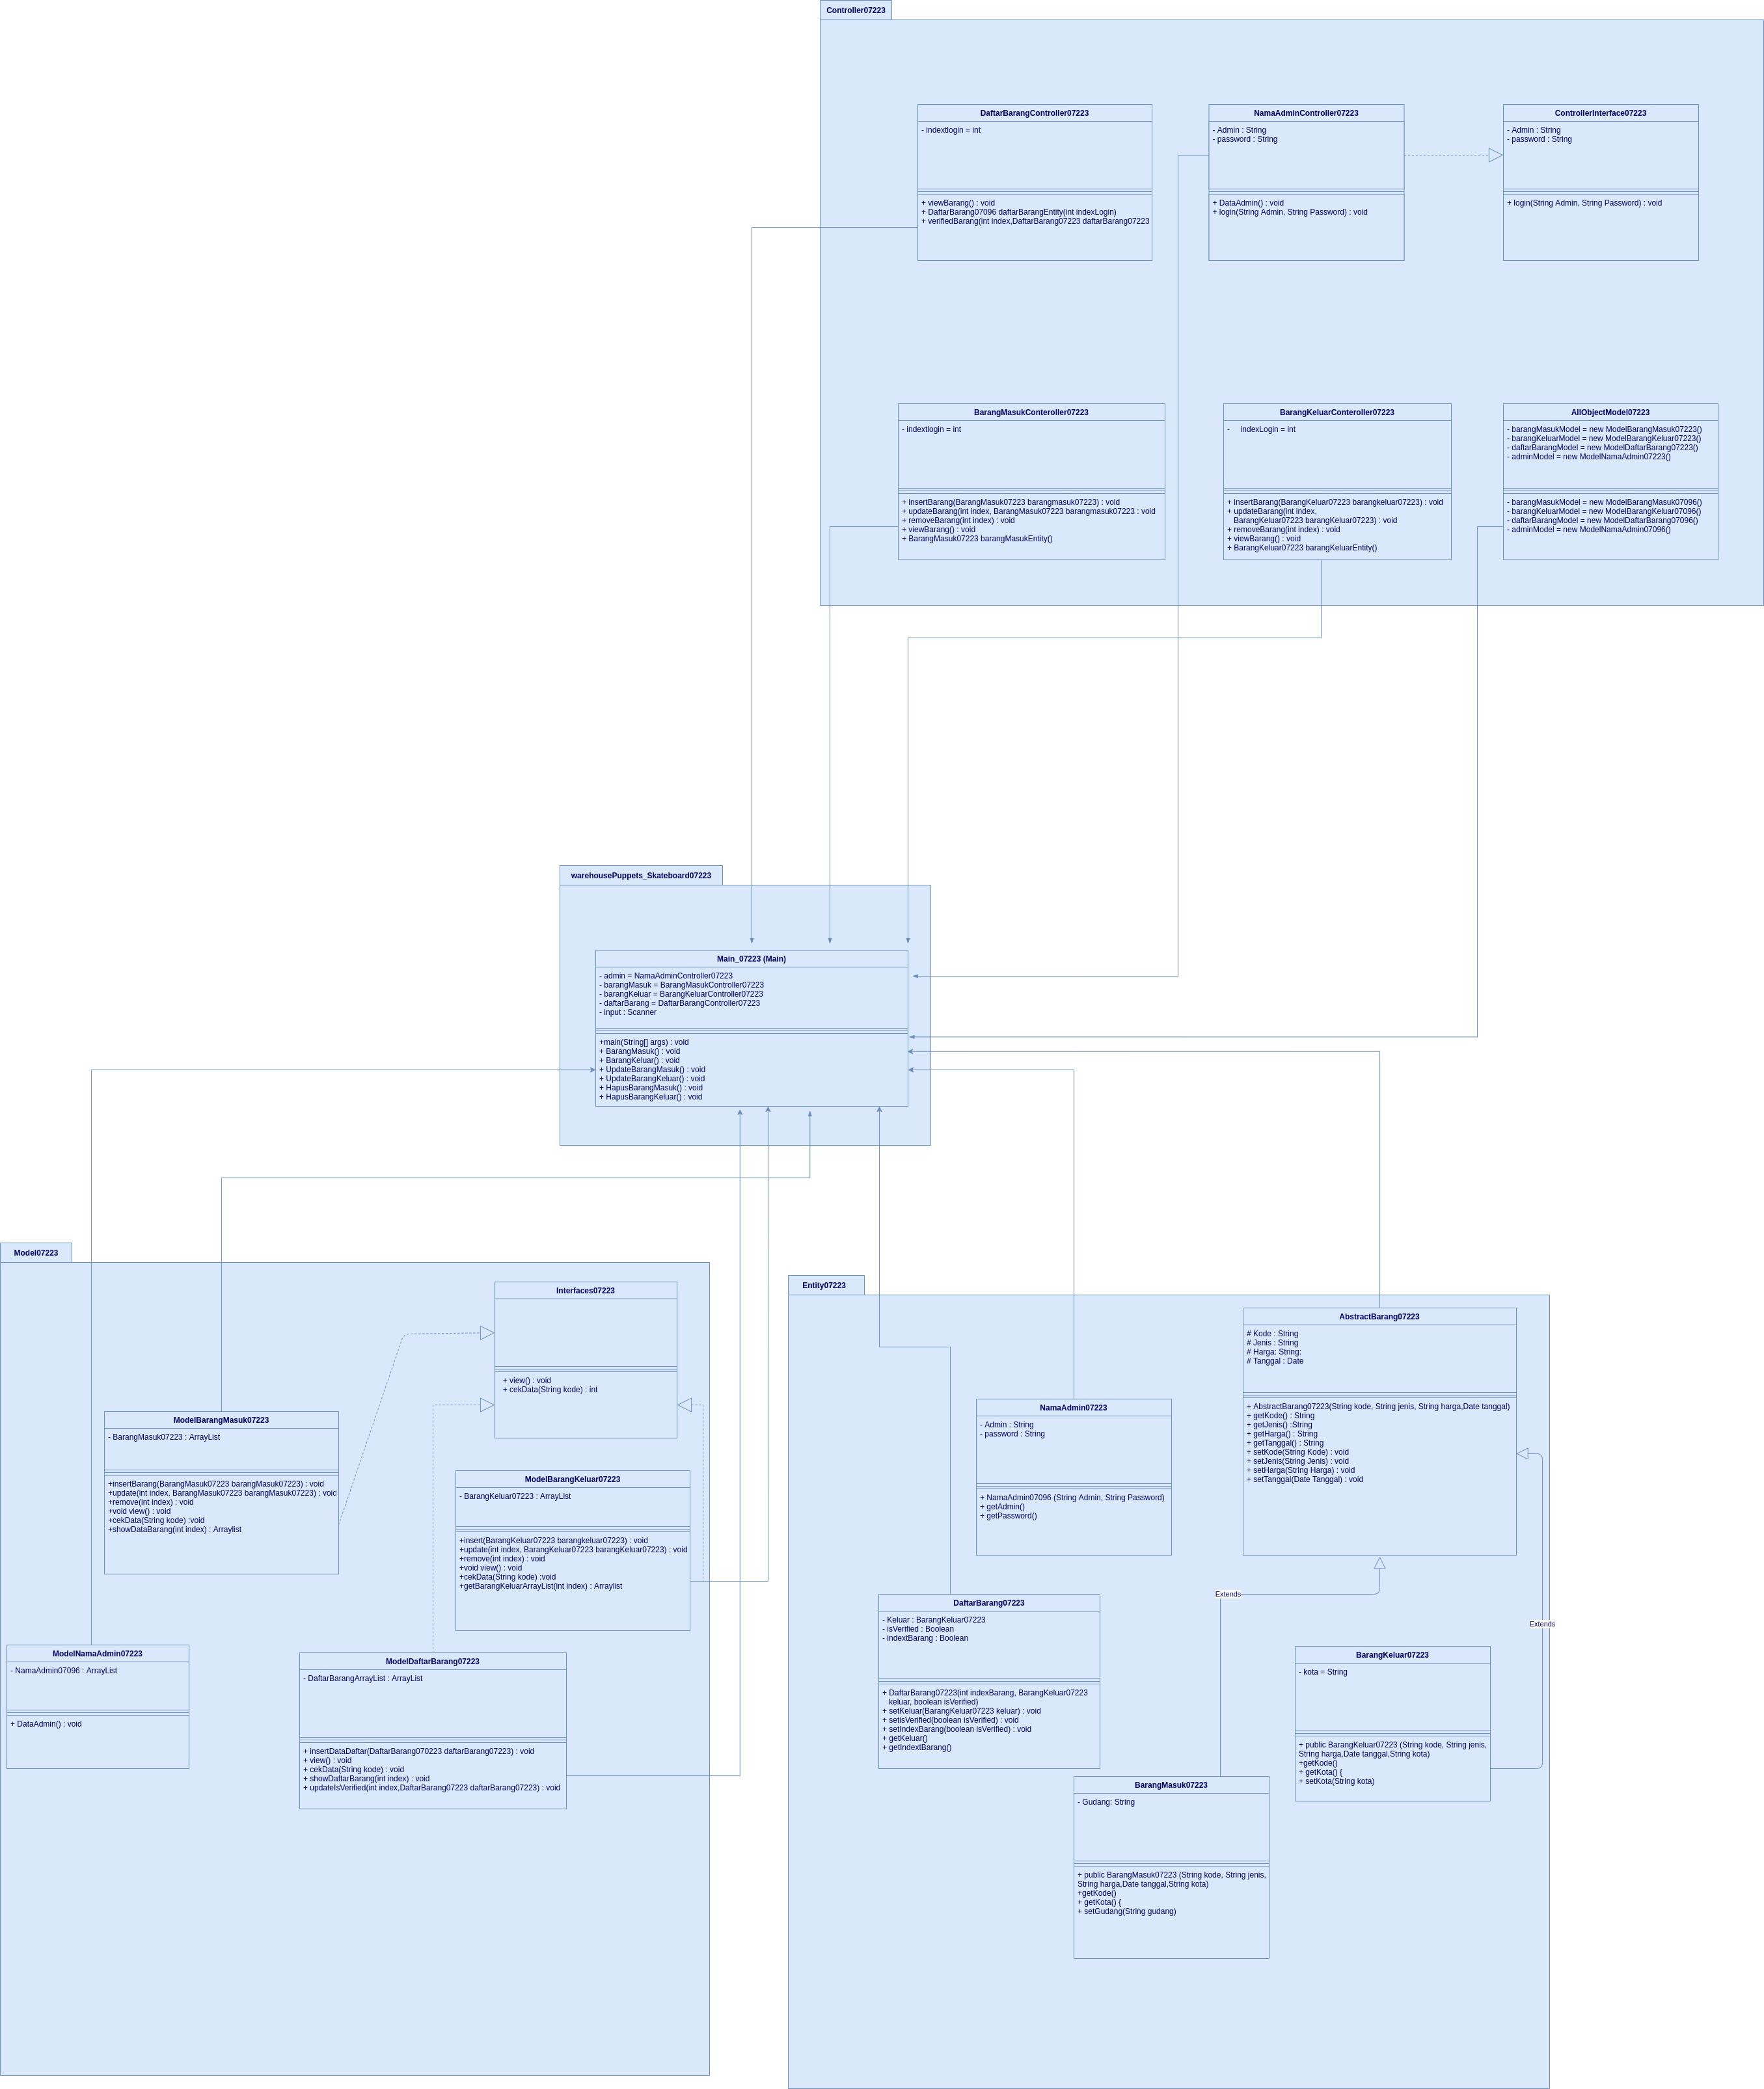 Controller07223
DaftarBarangController07223
- indextlogin = int
+ viewBarang() : void
+ DaftarBarang07096 daftarBarangEntity(int indexLogin)
+ verifiedBarang(int index,DaftarBarang07223 daftarBarang07223
NamaAdminController07223
- Admin : String
- password : String
+ DataAdmin() : void
+ login(String Admin, String Password) : void
ControllerInterface07223
- Admin : String
- password : String
+ login(String Admin, String Password) : void
BarangMasukConteroller07223
- indextlogin = int
+ insertBarang(BarangMasuk07223 barangmasuk07223) : void
+ updateBarang(int index, BarangMasuk07223 barangmasuk07223 : void
+ removeBarang(int index) : void
+ viewBarang() : void
+ BarangMasuk07223 barangMasukEntity()
BarangKeluarConteroller07223
- indexLogin = int
+ insertBarang(BarangKeluar07223 barangkeluar07223) : void
+ updateBarang(int index,
BarangKeluar07223 barangKeluar07223) : void
+ removeBarang(int index) : void
+ viewBarang() : void
+ BarangKeluar07223 barangKeluarEntity()
AllObjectModel07223
- barangMasukModel = new ModelBarangMasuk07223()
- barangKeluarModel = new ModelBarangKeluar07223()
- daftarBarangModel = new ModelDaftarBarang07223()
- adminModel = new ModelNamaAdmin07223()
- barangMasukModel = new ModelBarangMasuk07096()
- barangKeluarModel = new ModelBarangKeluar07096()
- daftarBarangModel = new ModelDaftarBarang07096()
- adminModel = new ModelNamaAdmin07096()
warehousePuppets_Skateboard07223
Main_07223 (Main)
- admin = NamaAdminController07223
- barangMasuk = BarangMasukController07223
- barangKeluar = BarangKeluarController07223
- daftarBarang = DaftarBarangController07223
- input : Scanner
+main(String[] args) : void
+ BarangMasuk() : void
+ BarangKeluar() : void
+ UpdateBarangMasuk() : void
+ UpdateBarangKeluar() : void
+ HapusBarangMasuk() : void
+ HapusBarangKeluar() : void
Model07223
Interfaces07223
+ view() : void
+ cekData(String kode) : int
ModelBarangMasuk07223
- BarangMasuk07223 : ArrayList
+insertBarang(BarangMasuk07223 barangMasuk07223) : void
+update(int index, BarangMasuk07223 barangMasuk07223) : void
+remove(int index) : void
+void view() : void
+cekData(String kode) :void
+showDataBarang(int index) : Arraylist
ModelBarangKeluar07223
- BarangKeluar07223 : ArrayList
+insert(BarangKeluar07223 barangkeluar07223) : void
+update(int index, BarangKeluar07223 barangKeluar07223) : void
+remove(int index) : void
+void view() : void
+cekData(String kode) :void
+getBarangKeluarArrayList(int index) : Arraylist
ModelNamaAdmin07223
- NamaAdmin07096 : ArrayList
+ DataAdmin() : void
ModelDaftarBarang07223
- DaftarBarangArrayList : ArrayList
+ insertDataDaftar(DaftarBarang070223 daftarBarang07223) : void
+ view() : void
+ cekData(String kode) : void
+ showDaftarBarang(int index) : void
+ updateIsVerified(int index,DaftarBarang07223 daftarBarang07223) : void
Entity07223
AbstractBarang07223
# Kode : String
# Jenis : String
# Harga: String:
# Tanggal : Date
+ AbstractBarang07223(String kode, String jenis, String harga,Date tanggal)
+ getKode() : String
+ getJenis() :String
+ getHarga() : String
+ getTanggal() : String
+ setKode(String Kode) : void
+ setJenis(String Jenis) : void
+ setHarga(String Harga) : void
+ setTanggal(Date Tanggal) : void
NamaAdmin07223
- Admin : String
- password : String
+ NamaAdmin07096 (String Admin, String Password)
+ getAdmin()
+ getPassword()
Extends
Extends
DaftarBarang07223
- Keluar : BarangKeluar07223
- isVerified : Boolean
- indextBarang : Boolean
+ DaftarBarang07223(int indexBarang, BarangKeluar07223
keluar, boolean isVerified)
+ setKeluar(BarangKeluar07223 keluar) : void
+ setisVerified(boolean isVerified) : void
+ setIndexBarang(boolean isVerified) : void
+ getKeluar()
+ getIndextBarang()
BarangKeluar07223
- kota = String
+ public BarangKeluar07223 (String kode, String jenis,
String harga,Date tanggal,String kota)
+getKode()
+ getKota() {
+ setKota(String kota)
BarangMasuk07223
- Gudang: String
+ public BarangMasuk07223 (String kode, String jenis,
String harga,Date tanggal,String kota)
+getKode()
+ getKota() {
+ setGudang(String gudang)